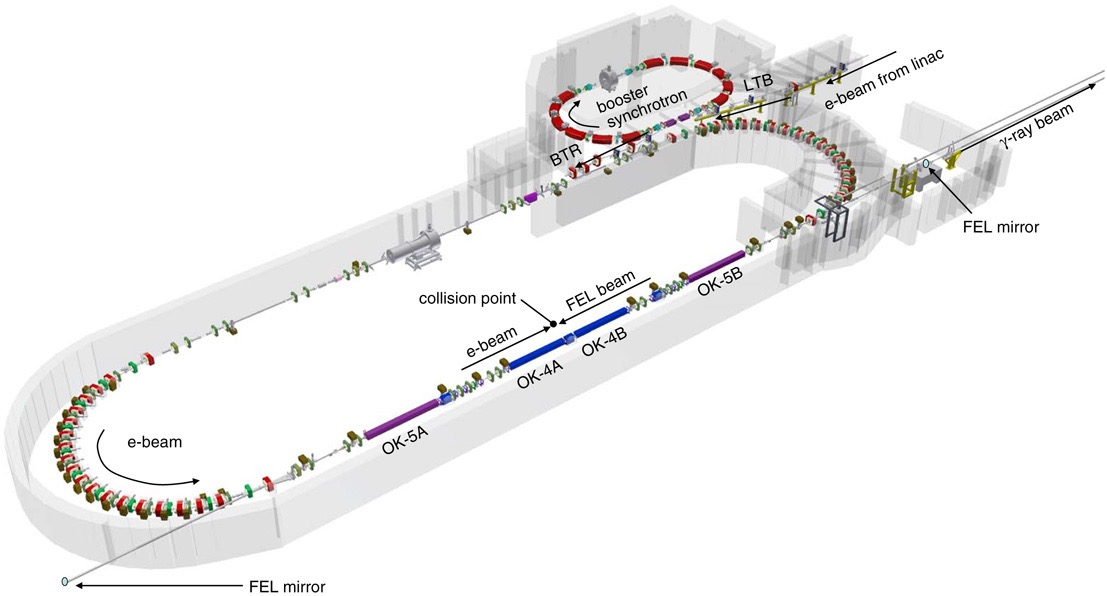 e-beam from linac
LTB
booster
synchrotron
BTR
γ-ray beam
FEL mirror
collision point
FEL beam
e-beam
OK-5B
OK-4B
OK-4A
OK-5A
e-beam
FEL mirror